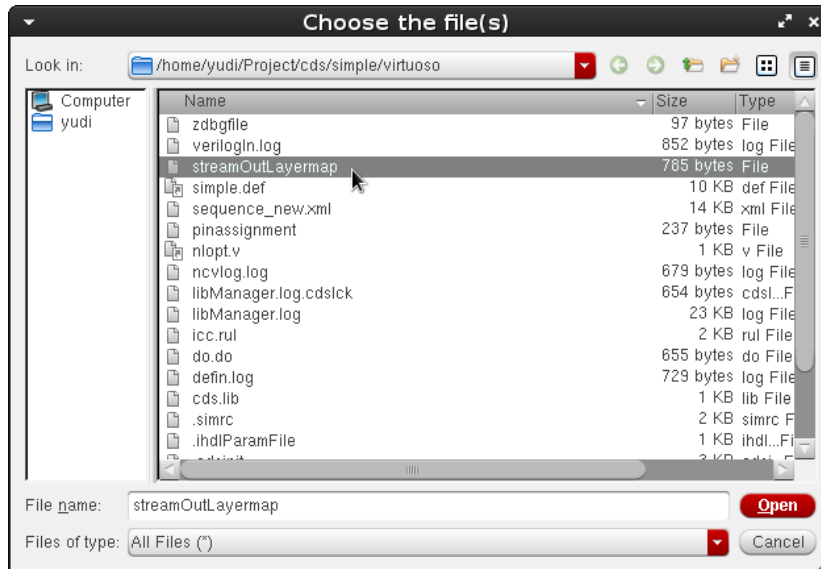 Choose the file(s)
Look in: /home/yudi/Project/cds/simple/virtuoso
Computer
yudi
Name Size Type
zdbgfile 97 bytes File
verilogIn.log 852 bytes log File
streamOutLayermap 785 bytes File
simple.def 10 KB def File
sequence_new.xml 14 KB xml File
pinassignment 237 bytes File
nlopt.v 1 KB v File
ncvlog.log 679 bytes log File
libManager.log.cdslck 654 bytes cdsl...F
libManager.log 23 KB log File
icc.rul 2 KB rul File
do.do 655 bytes do File
defin.log 729 bytes log File
cds.lib 1 KB lib File
.simrc 2 KB simrc F
.ihdlParamFile 1 KB ihdl...Fi
File name: streamOutLayermap Open
Files of type: All Files (*) Cancel